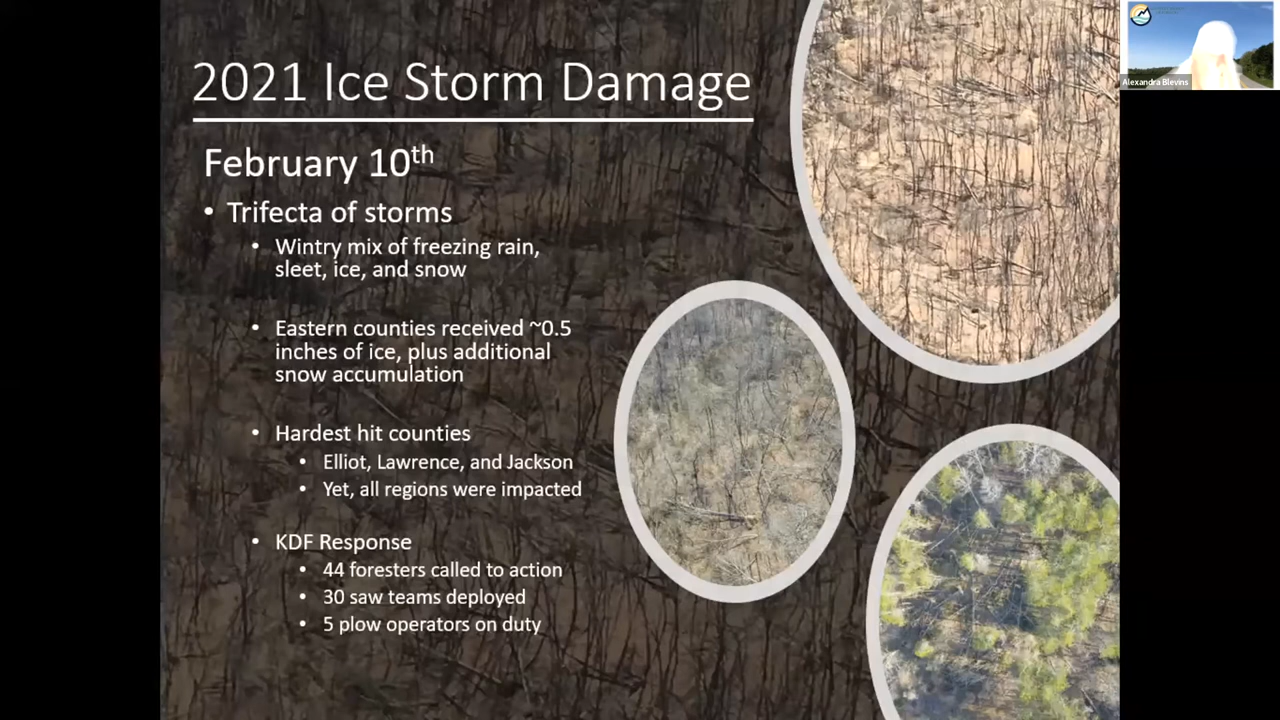 2021 Ice Storm Damage
February 10th
• Trifecta of storms
• Wintry mix of freezing rain,
sleet, ice, and snow
• Eastern counties received ~0.5
inches of ice, plus additional
snow accumulation
• Hardest hit counties
• Elliot, Lawrence, and Jackson
• Yet, all regions were impacted
• KDF Response
• 44 foresters called to action
• 30 saw teams deployed
• 5 plow operators on duty
Alexandra Blevins